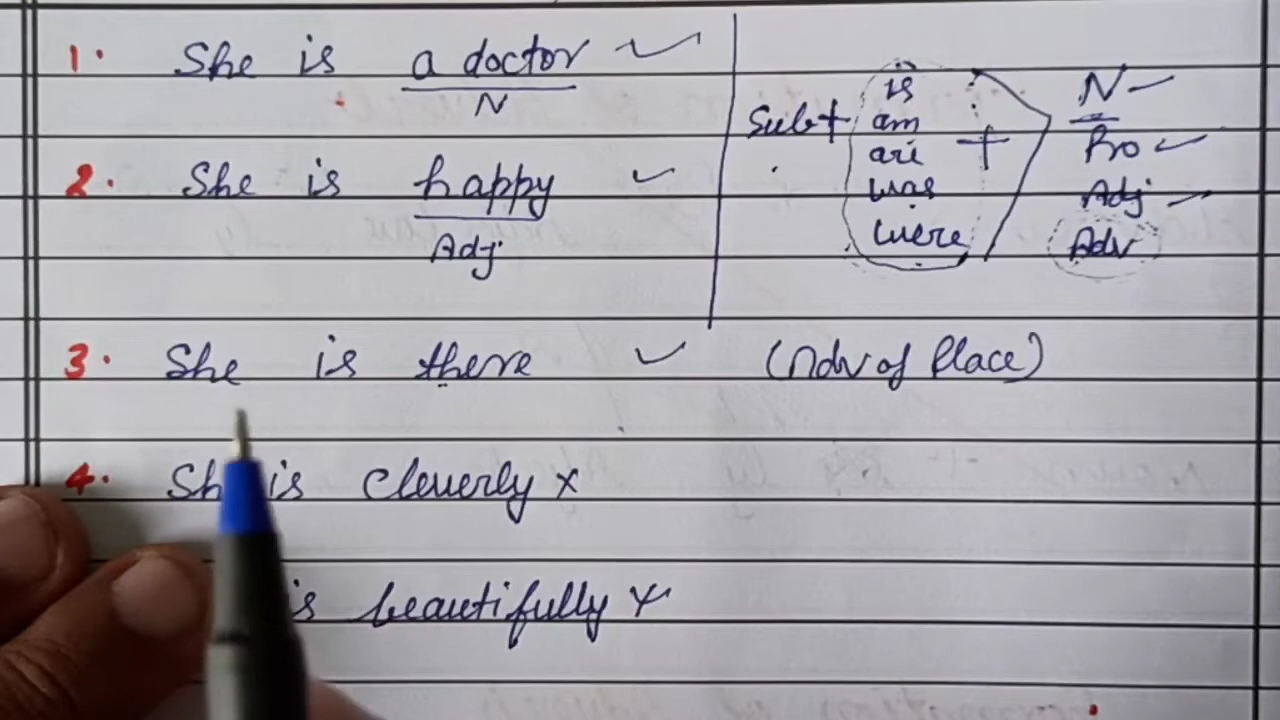 1. She is a doctor ✓
N
2. She is happy ✓
Adj
Sub + is
am
are
was
were
+
N ✓
Pro ✓
Adj ✓
Adv
3. She is there ✓ (Adv of Place)
4. She is cleverly ×
is beautifully ×